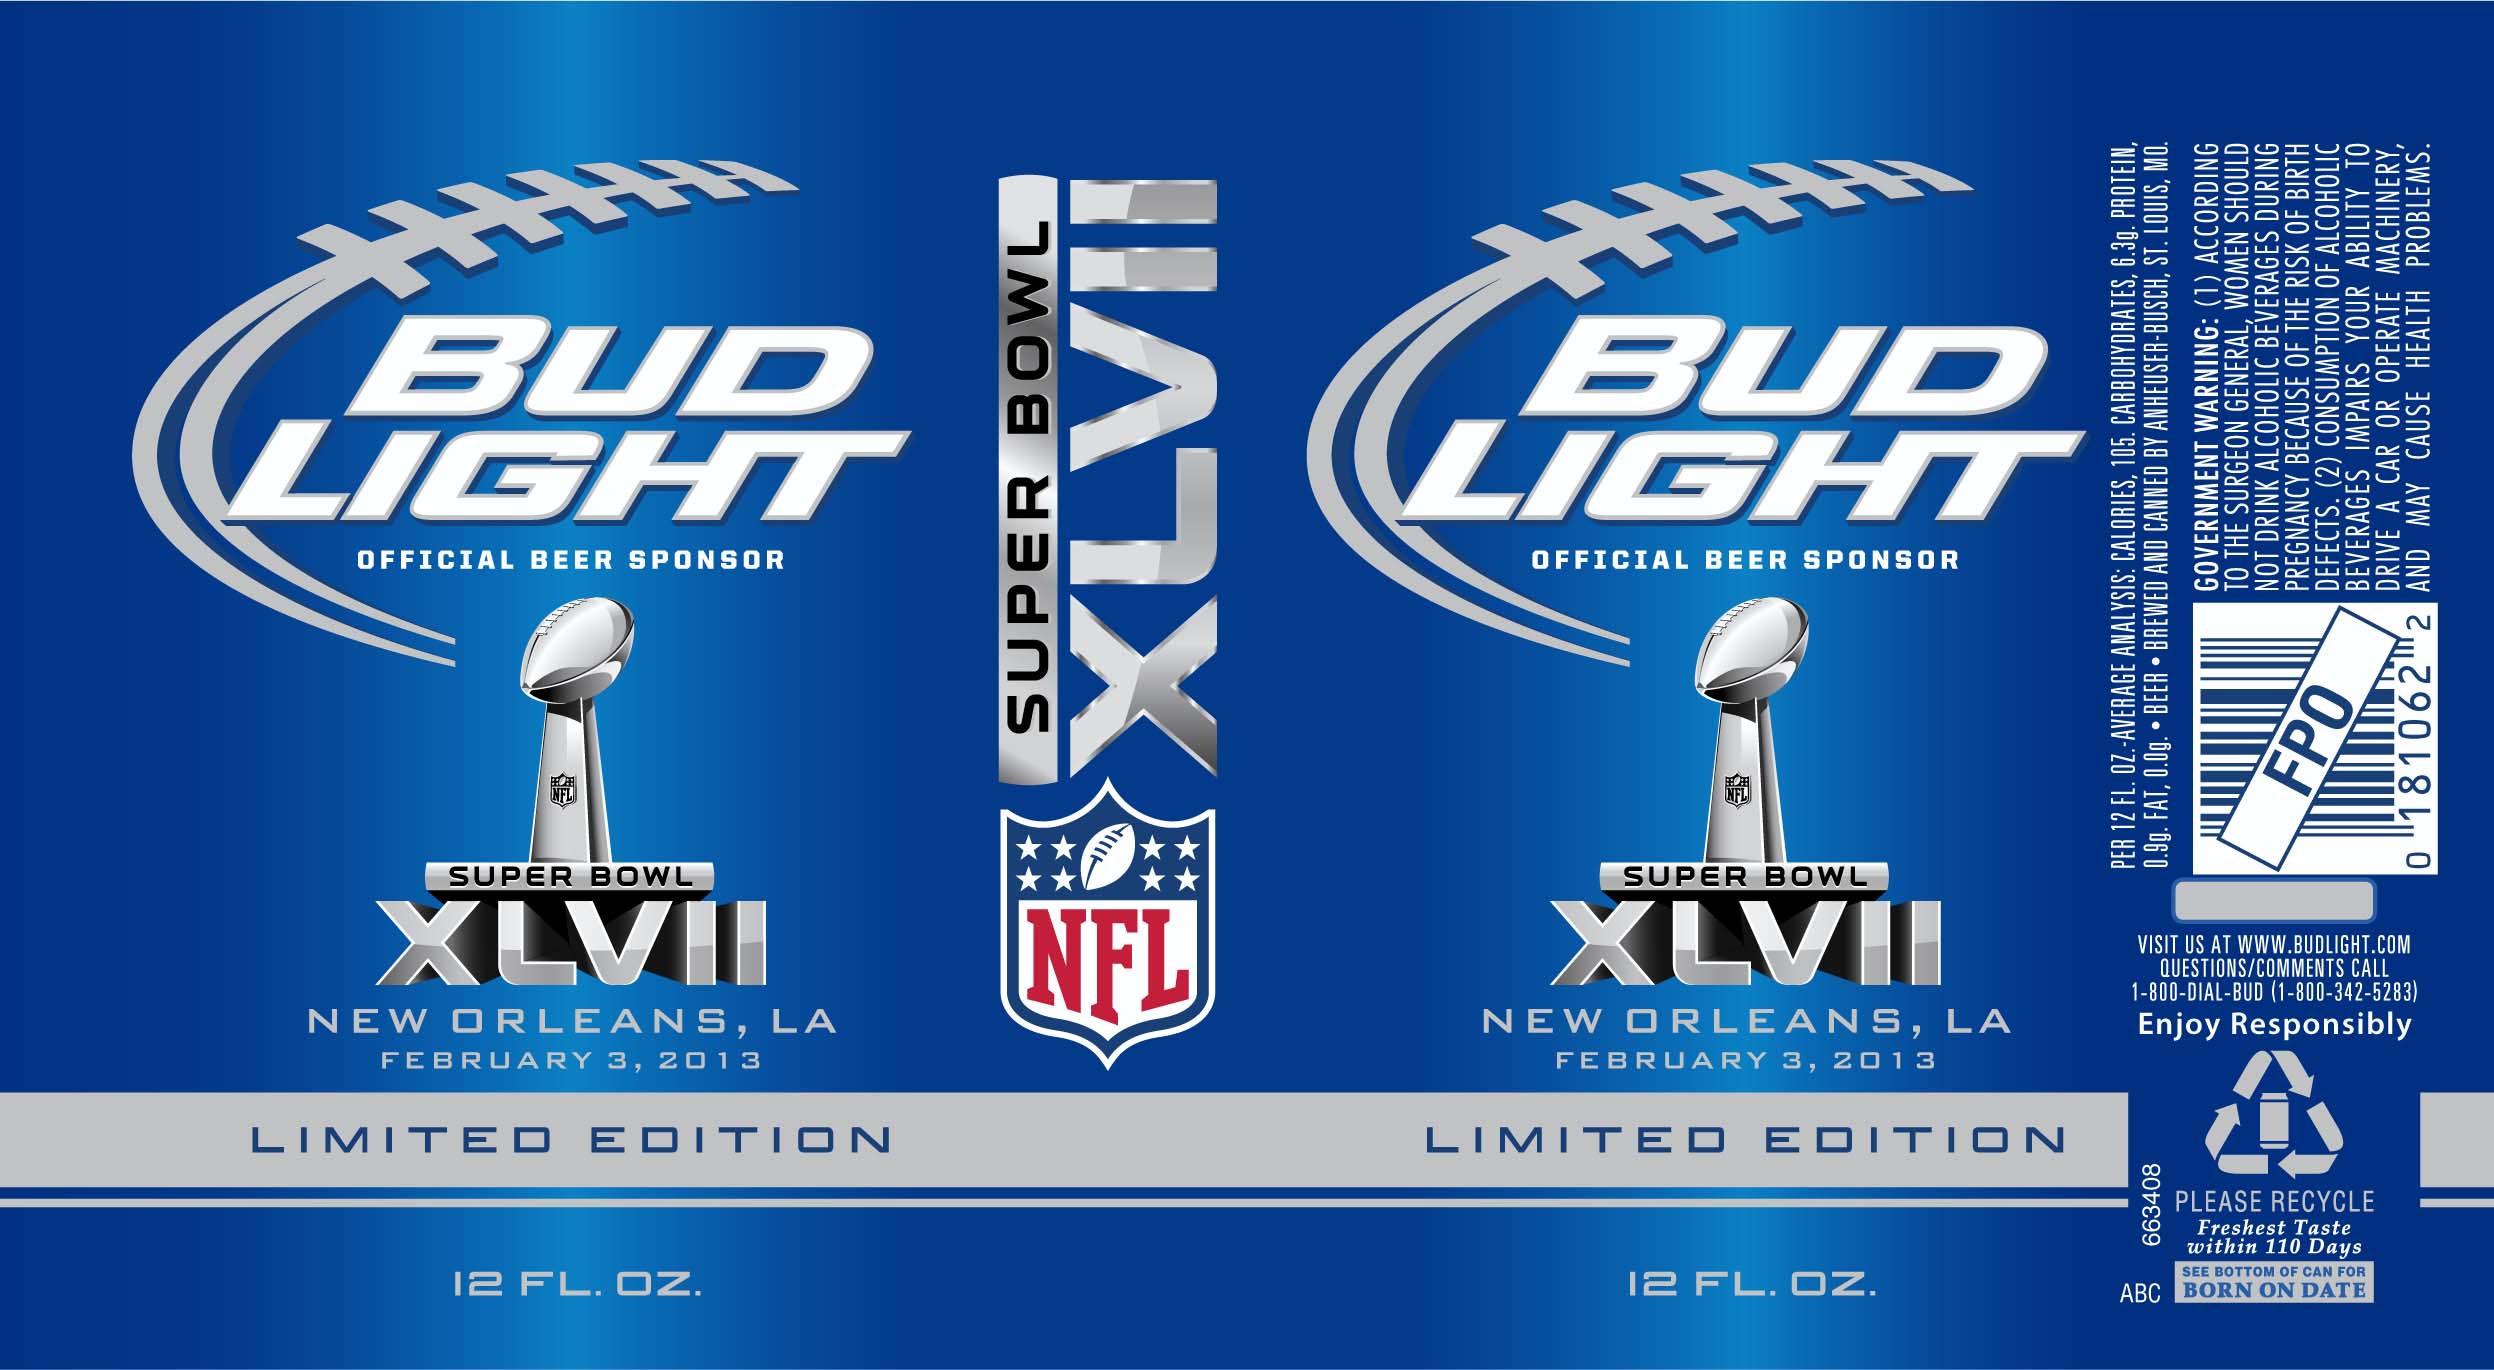 BUD
LIGHT
OFFICIAL BEER SPONSOR
NFL
SUPER BOWL
XLVII
NEW ORLEANS, LA
FEBRUARY 3, 2013
LIMITED EDITION
12 FL. OZ.
SUPER BOWL
XLVII
NFL
BUD
LIGHT
OFFICIAL BEER SPONSOR
NFL
SUPER BOWL
XLVII
NEW ORLEANS, LA
FEBRUARY 3, 2013
LIMITED EDITION
12 FL. OZ.
PER 12 FL. OZ.-AVERAGE ANALYSIS: CALORIES, 105. CARBOHYDRATES, 6.3g. PROTEIN,
0.9g. FAT, 0.0g. • BEER • BREWED AND CANNED BY ANHEUSER-BUSCH, ST. LOUIS, MO.
GOVERNMENT WARNING: (1) ACCORDING
TO THE SURGEON GENERAL, WOMEN SHOULD
NOT DRINK ALCOHOLIC BEVERAGES DURING
PREGNANCY BECAUSE OF THE RISK OF BIRTH
DEFECTS. (2) CONSUMPTION OF ALCOHOLIC
BEVERAGES IMPAIRS YOUR ABILITY TO
DRIVE A CAR OR OPERATE MACHINERY,
AND MAY CAUSE HEALTH PROBLEMS.
FPO
0 1810622 2
VISIT US AT WWW.BUDLIGHT.COM
QUESTIONS/COMMENTS CALL
1-800-DIAL-BUD (1-800-342-5283)
Enjoy Responsibly
PLEASE RECYCLE
Freshest Taste
within 110 Days
SEE BOTTOM OF CAN FOR
BORN ON DATE
663408
ABC